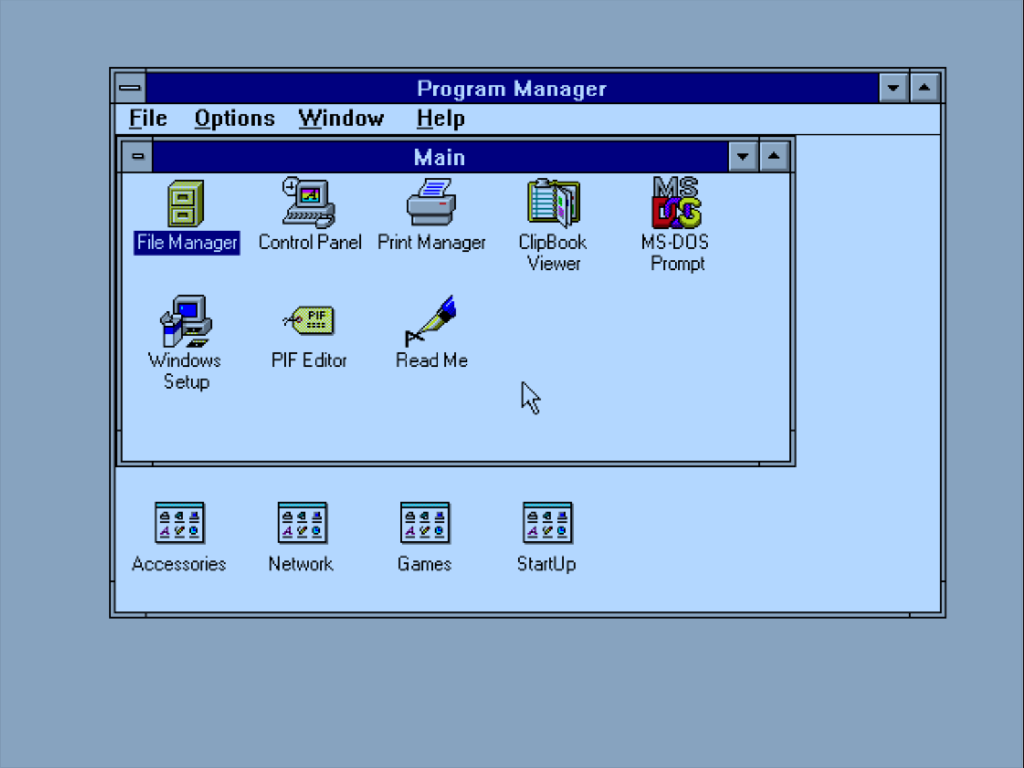 Program Manager
File Options Window Help
Main
File Manager Control Panel Print Manager ClipBook Viewer MS-DOS Prompt
MS DOS
Windows Setup PIF Editor Read Me
PIF
Accessories Network Games StartUp